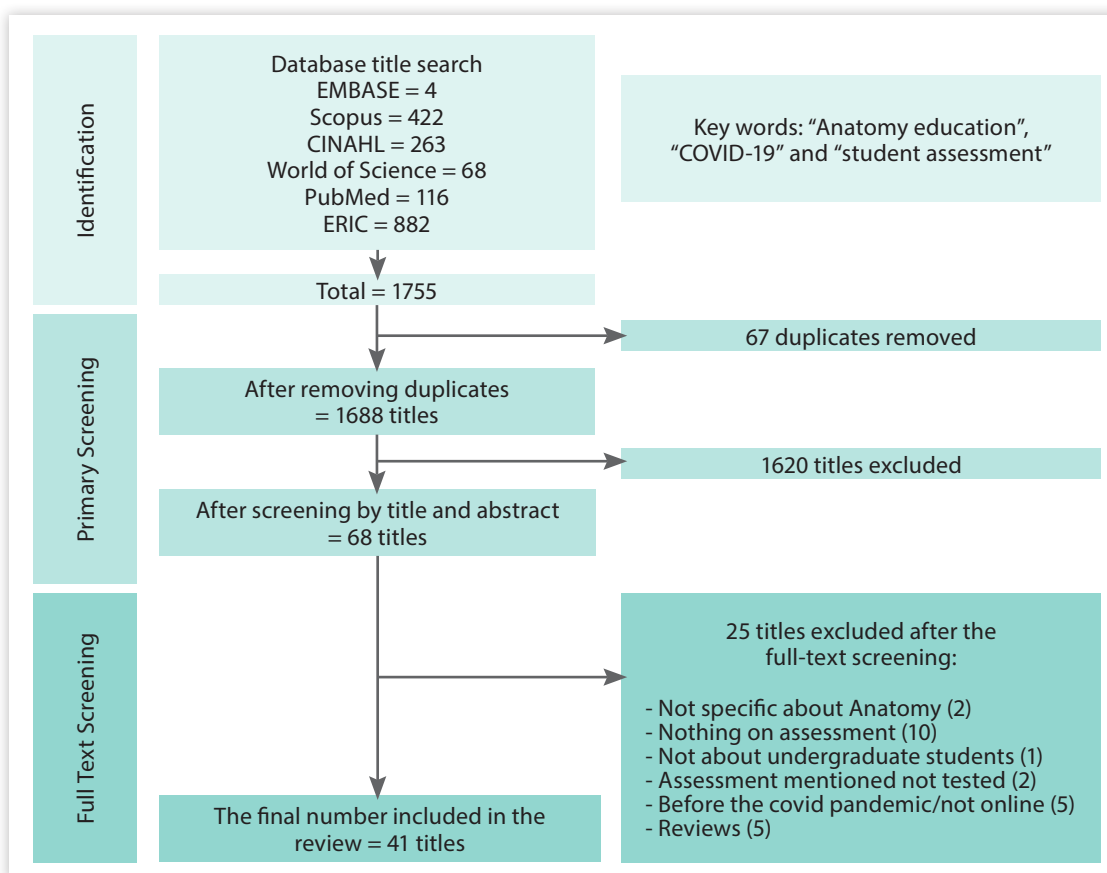 Identification
Database title search
EMBASE = 4
Scopus = 422
CINAHL = 263
World of Science = 68
PubMed = 116
ERIC = 882
Key words: “Anatomy education”,
“COVID-19” and “student assessment”
Total = 1755
Primary Screening
67 duplicates removed
After removing duplicates
= 1688 titles
1620 titles excluded
After screening by title and abstract
= 68 titles
Full Text Screening
25 titles excluded after the
full-text screening:
- Not specific about Anatomy (2)
- Nothing on assessment (10)
- Not about undergraduate students (1)
- Assessment mentioned not tested (2)
- Before the covid pandemic/not online (5)
- Reviews (5)
The final number included in the
review = 41 titles